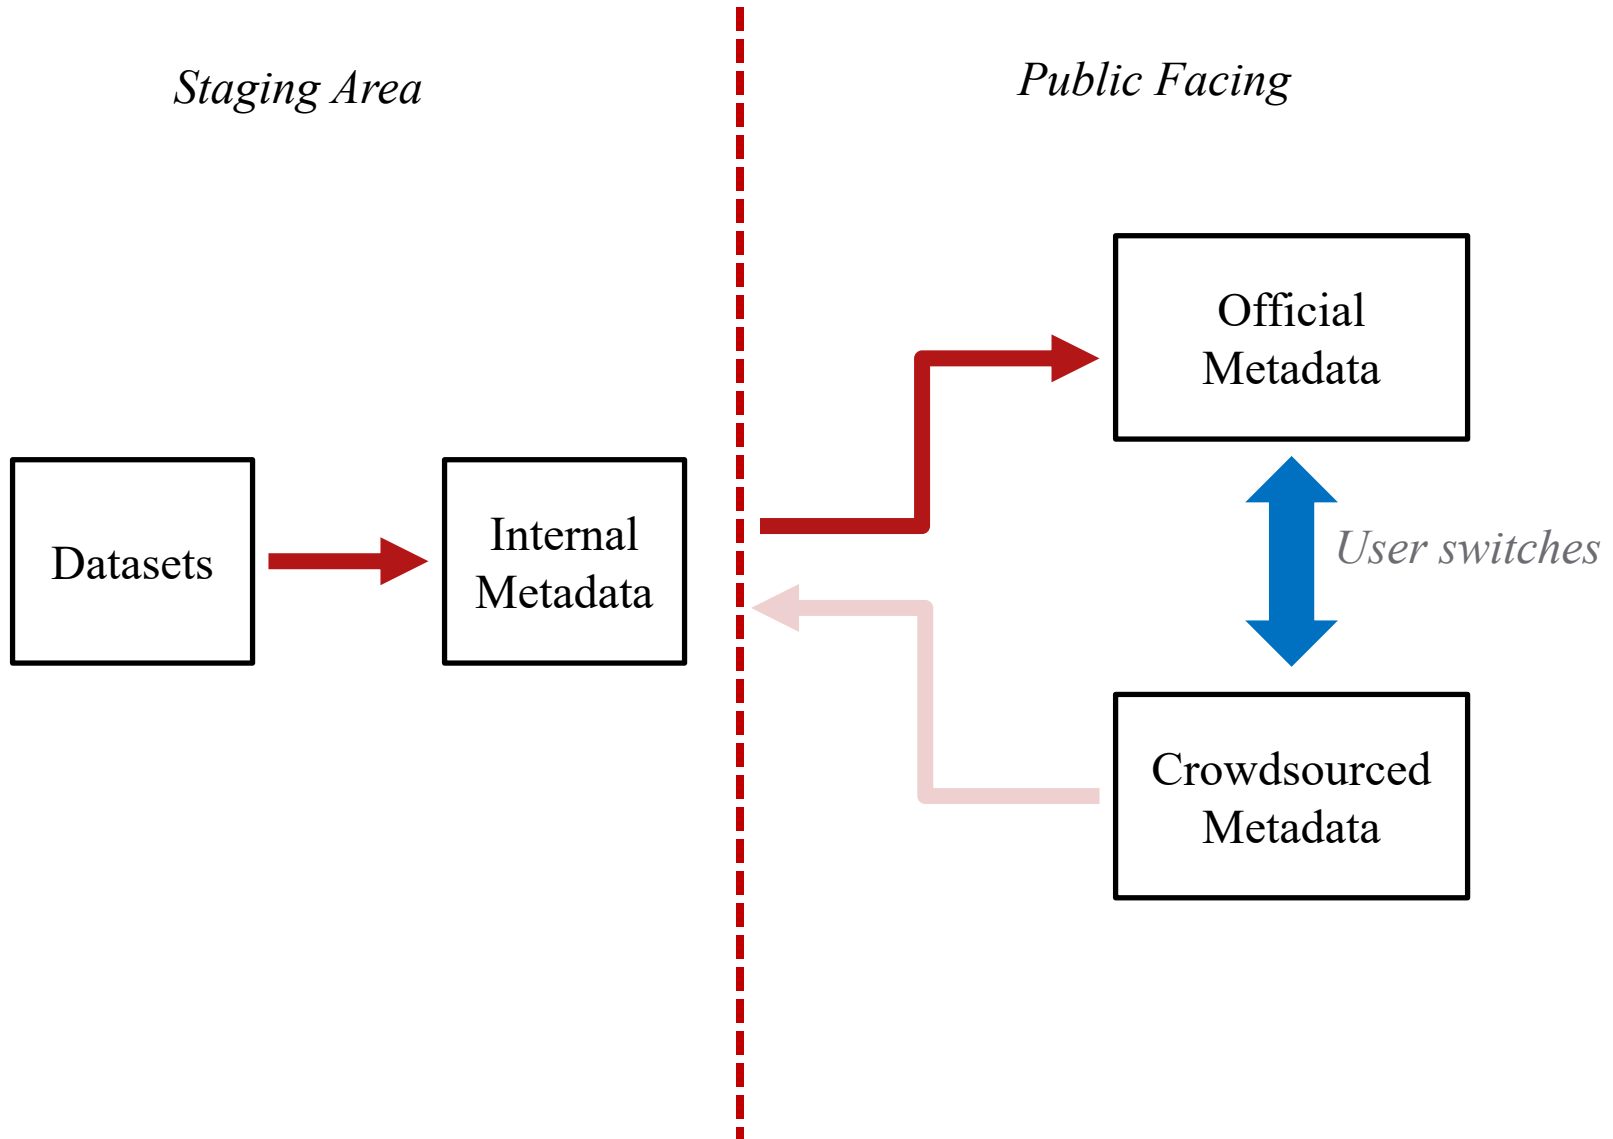 Staging Area
Public Facing
Official
Metadata
Datasets
Internal
Metadata
User switches
Crowdsourced
Metadata